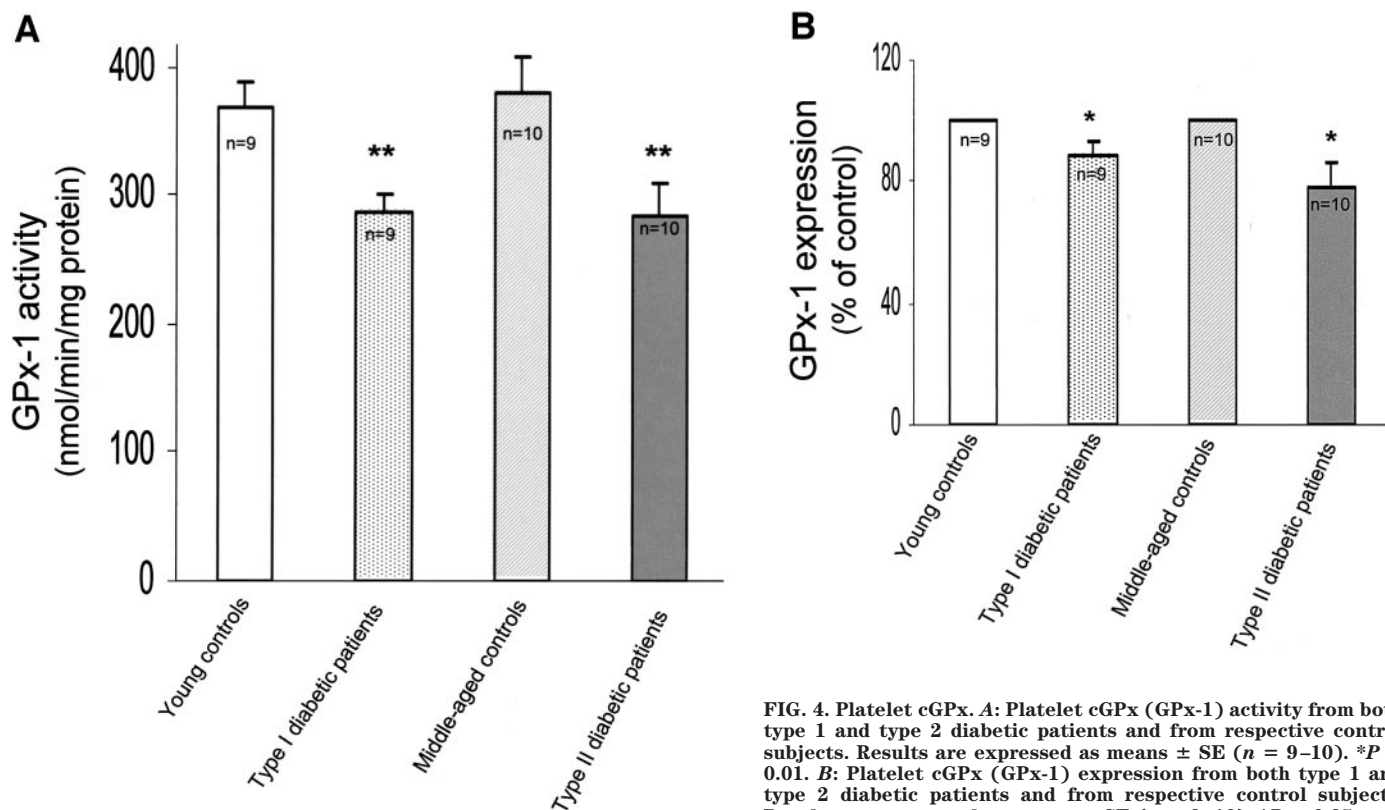 A
GPx-1 activity
(nmol/min/mg protein)
400
300
200
100
0
n=9
**
n=9
n=10
**
n=10
Young controls
Type I diabetic patients
Middle-aged controls
Type II diabetic patients
B
GPx-1 expression
(% of control)
120
80
40
0
n=9
*
n=9
n=10
*
n=10
Young controls
Type I diabetic patients
Middle-aged controls
Type II diabetic patients
FIG. 4. Platelet cGPx. A: Platelet cGPx (GPx-1) activity from bot
type 1 and type 2 diabetic patients and from respective contr
subjects. Results are expressed as means ± SE (n = 9–10). *P
0.01. B: Platelet cGPx (GPx-1) expression from both type 1 an
type 2 diabetic patients and from respective control subject